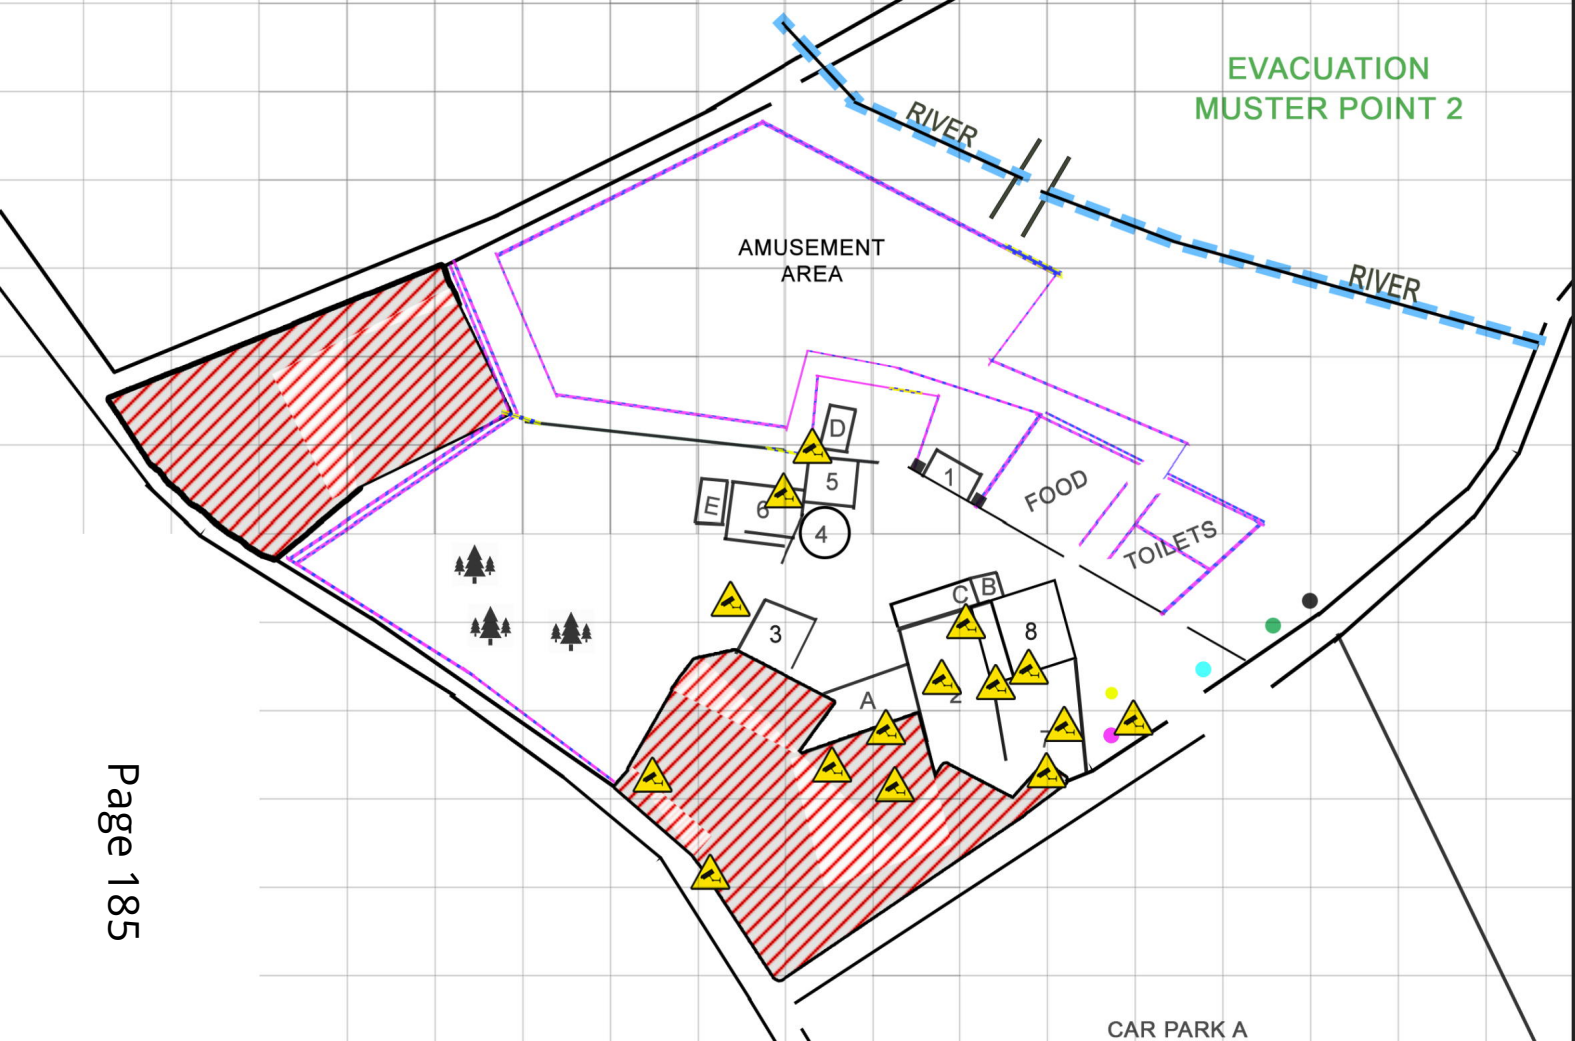 EVACUATION
MUSTER POINT 2
RIVER
RIVER
AMUSEMENT
AREA
D
5
1
E
6
4
FOOD
TOILETS
C
B
3
8
A
2
7
Page 185
CAR PARK A